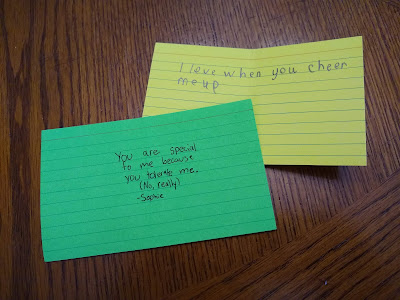 I love when you cheer
me up
You are special
to me because
you tolerate me.
(No, really)
-Sophie